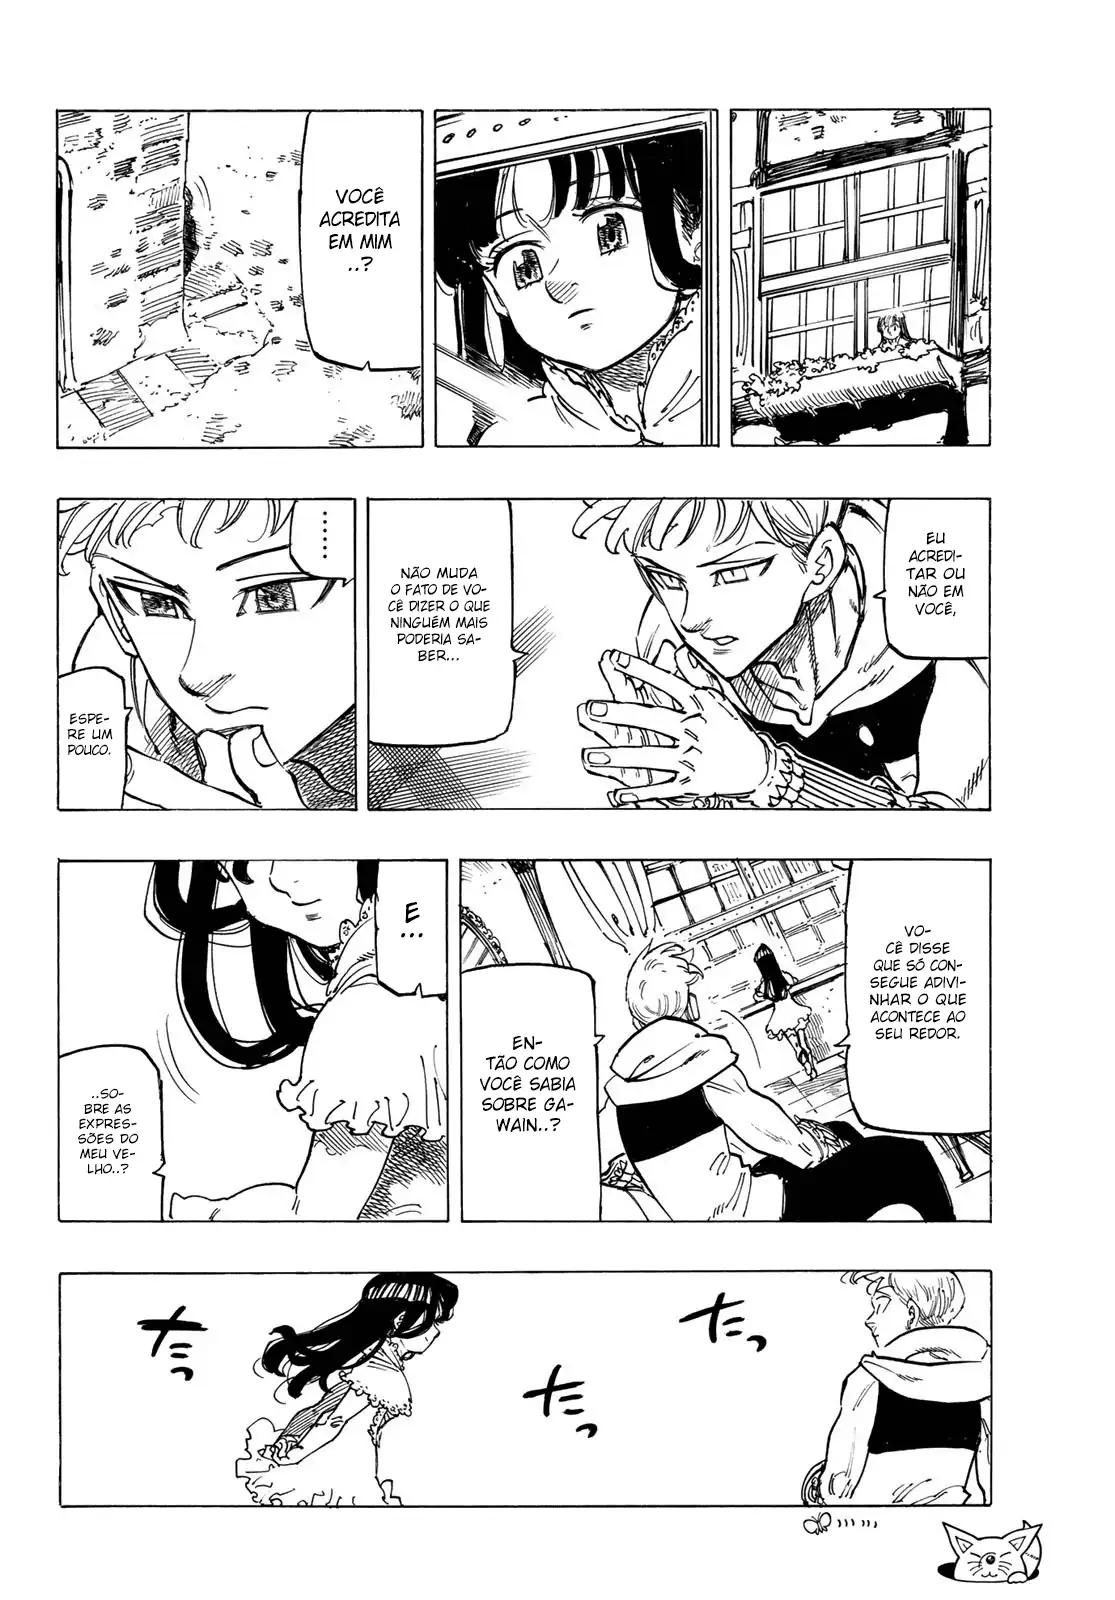 VOCÊ
ACREDITA
EM MIM
..?
EU
ACREDI-
TAR OU
NÃO EM
VOCÊ,
NÃO MUDA
O FATO DE VO-
CÊ DIZER O QUE
NINGUÉM MAIS
PODERIA SA-
BER...
......
ESPE-
RE UM
POUCO.
VO-
CÊ DISSE
QUE SÓ CON-
SEGUE ADIVI-
NHAR O QUE
ACONTECE AO
SEU REDOR.
EN-
TÃO COMO
VOCÊ SABIA
SOBRE GA-
WAIN..?
E
...
..SO-
BRE AS
EXPRES-
SÕES DO
MEU VE-
LHO..?
たっ
たっ
たっ